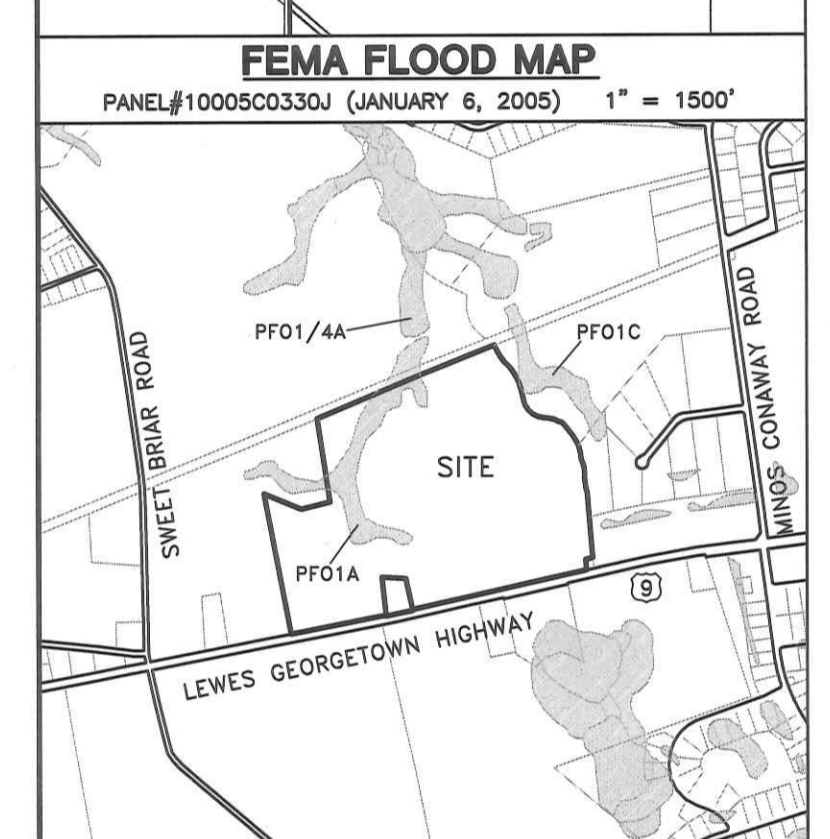 FEMA FLOOD MAP
PANEL#10005C0330J (JANUARY 6, 2005) 1" = 1500'
PFO1/4A
PFO1C
SWEET BRIAR ROAD
MINOS CONAWAY ROAD
SITE
PFO1A
9
LEWES GEORGETOWN HIGHWAY